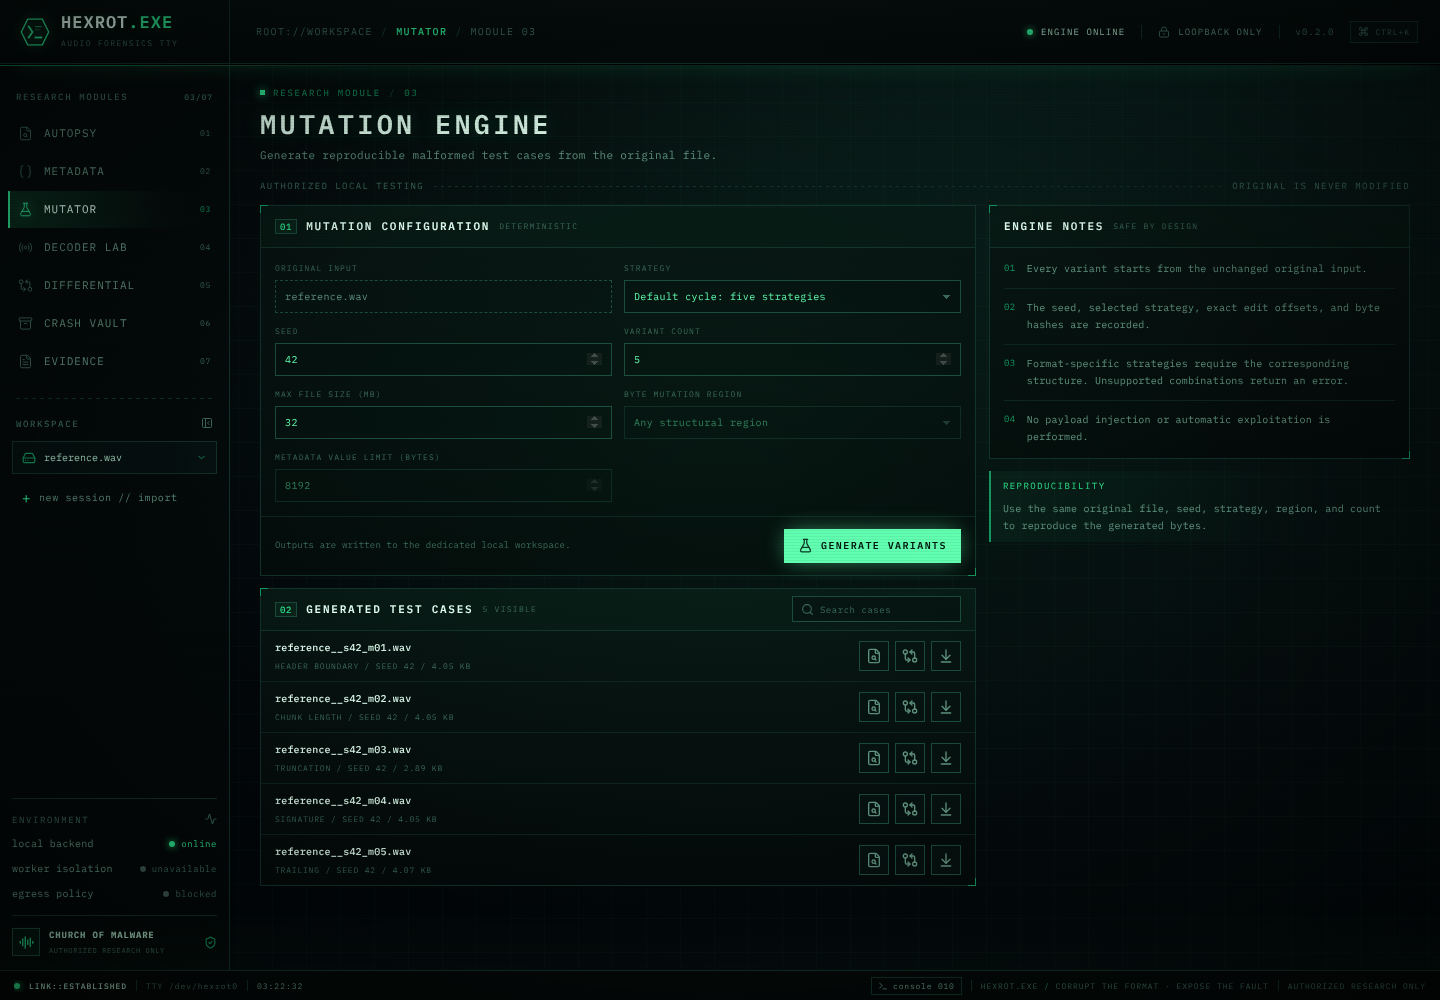 HEXROT.EXE
AUDIO FORENSICS TTY
ROOT://WORKSPACE / MUTATOR / MODULE 03
ENGINE ONLINE
LOOPBACK ONLY
v0.2.0
⌘ CTRL+K
RESEARCH MODULES 03/07
AUTOPSY 01
METADATA 02
MUTATOR 03
DECODER LAB 04
DIFFERENTIAL 05
CRASH VAULT 06
EVIDENCE 07
WORKSPACE
reference.wav
+ new session // import
ENVIRONMENT
local backend online
worker isolation unavailable
egress policy blocked
CHURCH OF MALWARE
AUTHORIZED RESEARCH ONLY
RESEARCH MODULE / 03
MUTATION ENGINE
Generate reproducible malformed test cases from the original file.
AUTHORIZED LOCAL TESTING
ORIGINAL IS NEVER MODIFIED
01 MUTATION CONFIGURATION DETERMINISTIC
ORIGINAL INPUT
reference.wav
STRATEGY
Default cycle: five strategies
SEED
42
VARIANT COUNT
5
MAX FILE SIZE (MB)
32
BYTE MUTATION REGION
Any structural region
METADATA VALUE LIMIT (BYTES)
8192
Outputs are written to the dedicated local workspace.
GENERATE VARIANTS
02 GENERATED TEST CASES 5 VISIBLE
Search cases
reference__s42_m01.wav
HEADER BOUNDARY / SEED 42 / 4.05 KB
reference__s42_m02.wav
CHUNK LENGTH / SEED 42 / 4.05 KB
reference__s42_m03.wav
TRUNCATION / SEED 42 / 2.89 KB
reference__s42_m04.wav
SIGNATURE / SEED 42 / 4.05 KB
reference__s42_m05.wav
TRAILING / SEED 42 / 4.07 KB
ENGINE NOTES SAFE BY DESIGN
01 Every variant starts from the unchanged original input.
02 The seed, selected strategy, exact edit offsets, and byte
hashes are recorded.
03 Format-specific strategies require the corresponding
structure. Unsupported combinations return an error.
04 No payload injection or automatic exploitation is
performed.
REPRODUCIBILITY
Use the same original file, seed, strategy, region, and count
to reproduce the generated bytes.
LINK::ESTABLISHED
TTY /dev/hexrot0
03:22:32
console 010
HEXROT.EXE / CORRUPT THE FORMAT · EXPOSE THE FAULT
AUTHORIZED RESEARCH ONLY